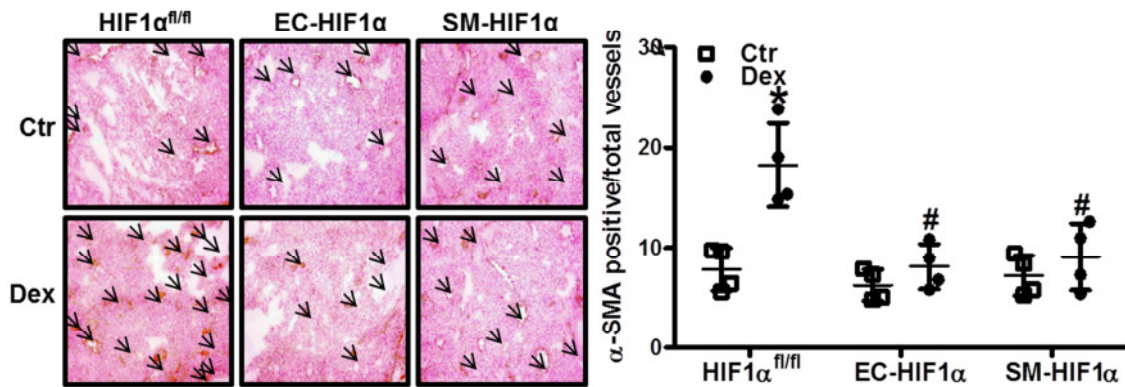 HIF1α^fl/fl EC-HIF1α SM-HIF1α
Ctr
Dex
α-SMA positive/total vessels
30
20
10
0
Ctr
Dex
*
#
#
HIF1α^fl/fl EC-HIF1α SM-HIF1α